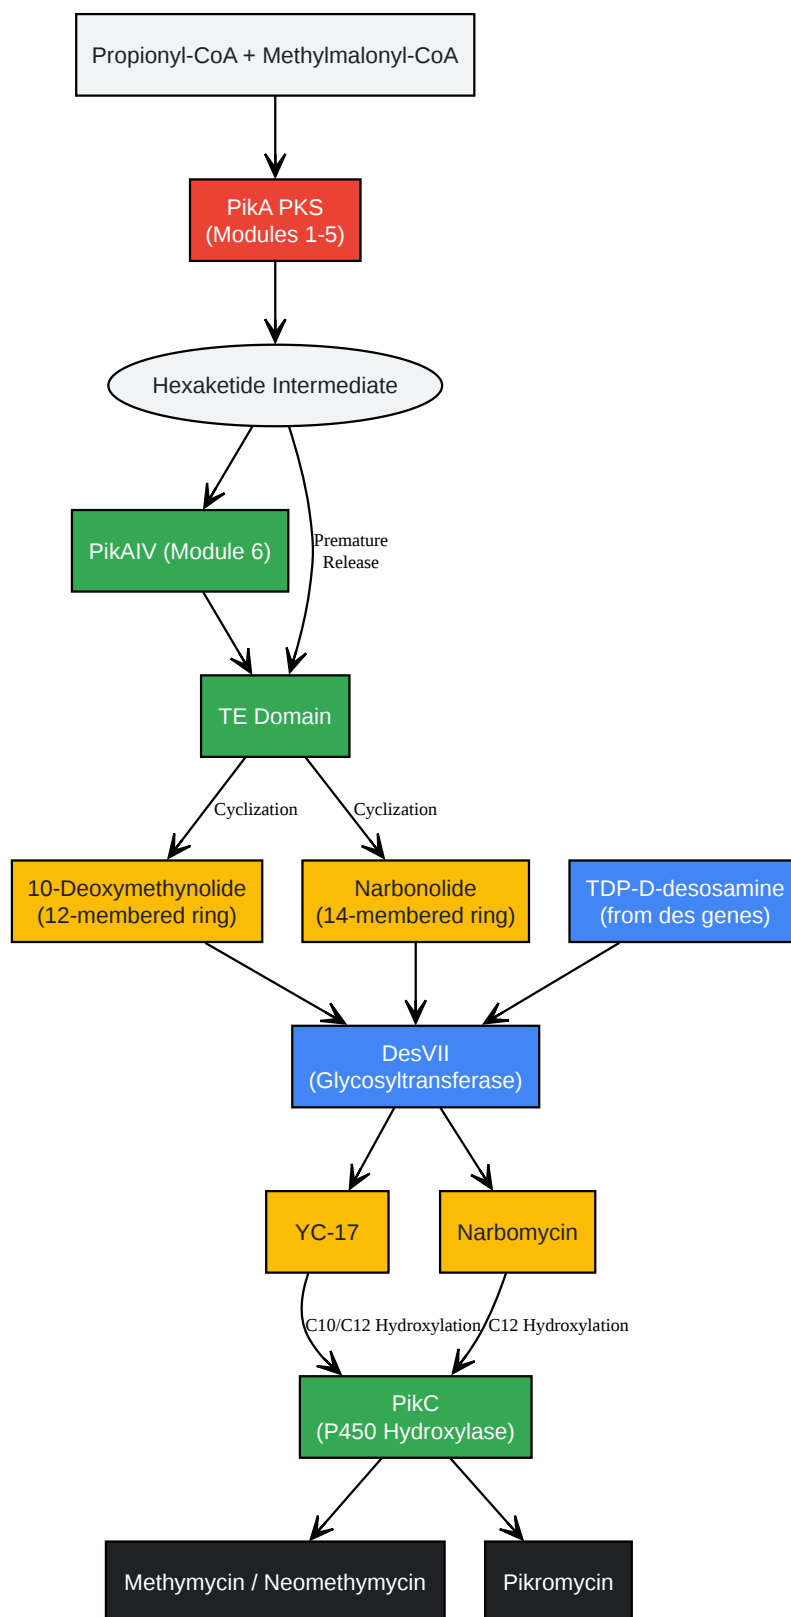 Propionyl-CoA + Methylmalonyl-CoA
PikA PKS
(Modules 1-5)
Hexaketide Intermediate
PikAIV (Module 6)
Premature
Release
TE Domain
Cyclization
Cyclization
10-Deoxymethynolide
(12-membered ring)
Narbonolide
(14-membered ring)
TDP-D-desosamine
(from des genes)
DesVII
(Glycosyltransferase)
YC-17
Narbomycin
C10/C12 Hydroxylation
C12 Hydroxylation
PikC
(P450 Hydroxylase)
Methymycin / Neomethymycin
Pikromycin